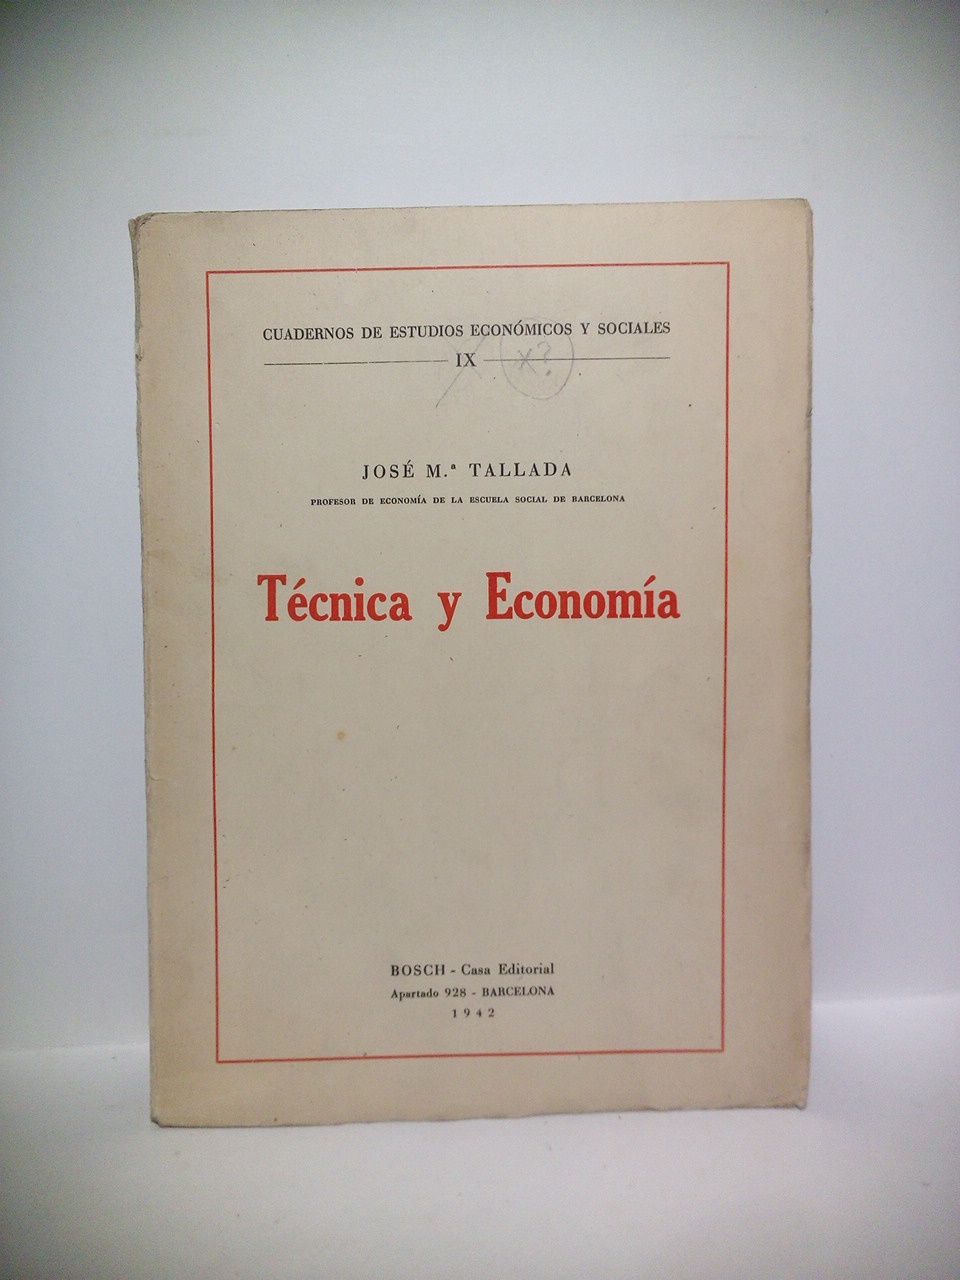 CUADERNOS DE ESTUDIOS ECONÓMICOS Y SOCIALES
IX
x?
JOSÉ M.ª TALLADA
PROFESOR DE ECONOMÍA DE LA ESCUELA SOCIAL DE BARCELONA
Técnica y Economía
BOSCH - Casa Editorial
Apartado 928 - BARCELONA
1942